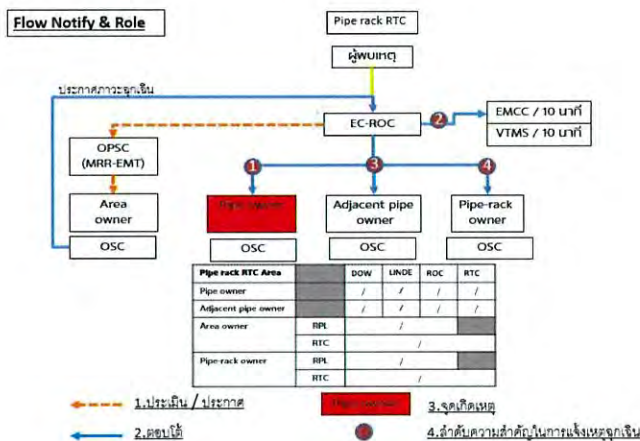 Flow Notify & Role
Pipe rack RTC
ผู้พบเหตุ
ประกาศภาวะฉุกเฉิน
EC-ROC
2
EMCC / 10 นาที
VTMS / 10 นาที
OPSC
(MRR-EMT)
1
3
4
Area
owner
Pipe owner
Adjacent pipe
owner
Pipe-rack
owner
OSC
OSC
OSC
OSC
Pipe rack RTC Area DOW LINDE ROC RTC
Pipe owner / / / /
Adjacent pipe owner / / / /
Area owner RPL /
RTC /
Pipe-rack owner RPL /
RTC /
1.ประเมิน / ประกาศ
3.จุดเกิดเหตุ
2.ตอบโต้
4.ลำดับความสำคัญในการแจ้งเหตุฉุกเฉิน